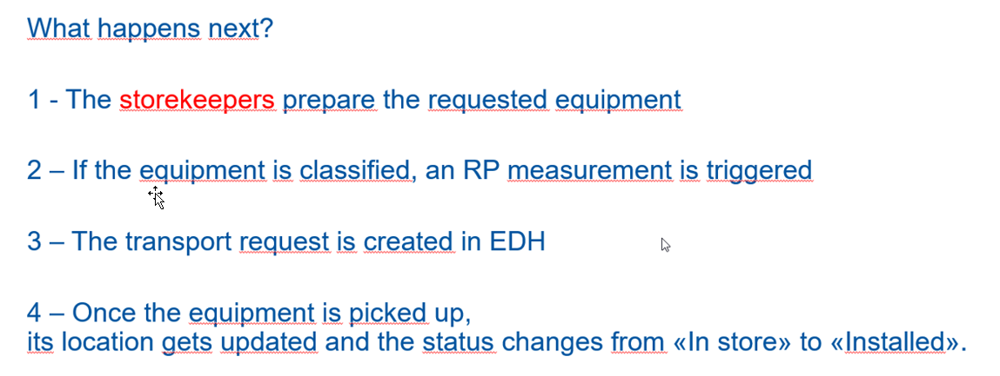 What happens next?
1 - The storekeepers prepare the requested equipment
2 – If the equipment is classified, an RP measurement is triggered
3 – The transport request is created in EDH
4 – Once the equipment is picked up,
its location gets updated and the status changes from «In store» to «Installed».